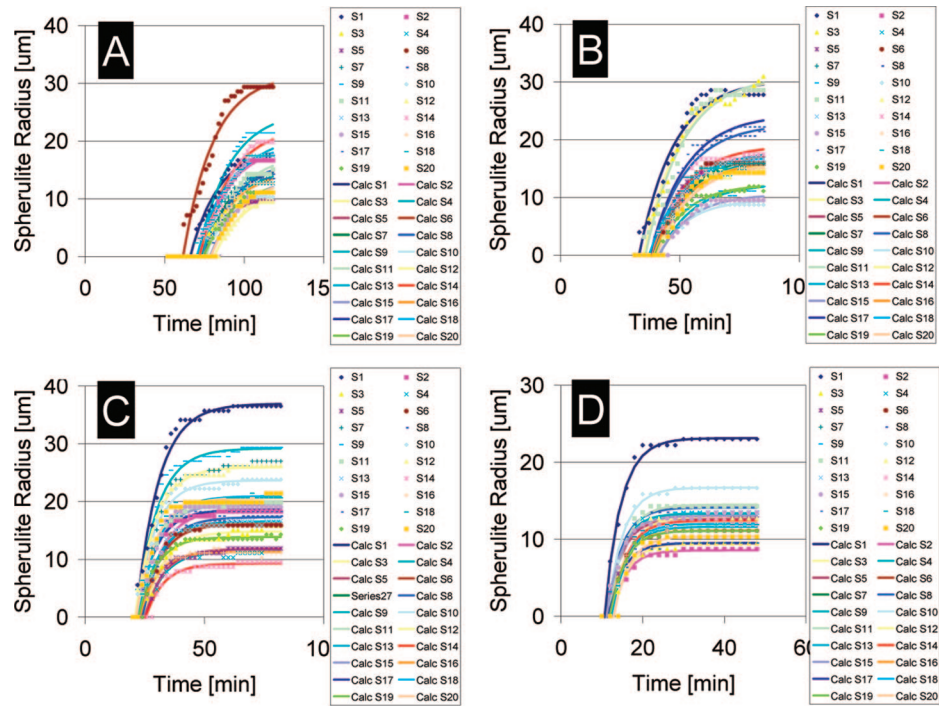 A
Spherulite Radius [um]
40
30
20
10
0
0 50 100 15
Time [min]
S1 S2
S3 S4
S5 S6
S7 S8
S9 S10
S11 S12
S13 S14
S15 S16
S17 S18
S19 S20
Calc S1 Calc S2
Calc S3 Calc S4
Calc S5 Calc S6
Calc S7 Calc S8
Calc S9 Calc S10
Calc S11 Calc S12
Calc S13 Calc S14
Calc S15 Calc S16
Calc S17 Calc S18
Calc S19 Calc S20
B
Spherulite Radius [um]
40
30
20
10
0
0 50 10
Time [min]
S1 S2
S3 S4
S5 S6
S7 S8
S9 S10
S11 S12
S13 S14
S15 S16
S17 S18
S19 S20
Calc S1 Calc S2
Calc S3 Calc S4
Calc S5 Calc S6
Calc S7 Calc S8
Calc S9 Calc S10
Calc S11 Calc S12
Calc S13 Calc S14
Calc S15 Calc S16
Calc S17 Calc S18
Calc S19 Calc S20
C
Spherulite Radius [um]
40
30
20
10
0
0 50 10
Time [min]
S1 S2
S3 S4
S5 S6
S7 S8
S9 S10
S11 S12
S13 S14
S15 S16
S17 S18
S19 S20
Calc S1 Calc S2
Calc S3 Calc S4
Calc S5 Calc S6
Series27 Calc S8
Calc S9 Calc S10
Calc S11 Calc S12
Calc S13 Calc S14
Calc S15 Calc S16
Calc S17 Calc S18
Calc S19 Calc S20
D
Spherulite Radius [um]
30
20
10
0
0 20 40 60
Time [min]
S1 S2
S3 S4
S5 S6
S7 S8
S9 S10
S11 S12
S13 S14
S15 S16
S17 S18
S19 S20
Calc S1 Calc S2
Calc S3 Calc S4
Calc S5 Calc S6
Calc S7 Calc S8
Calc S9 Calc S10
Calc S11 Calc S12
Calc S13 Calc S14
Calc S15 Calc S16
Calc S17 Calc S18
Calc S19 Calc S20